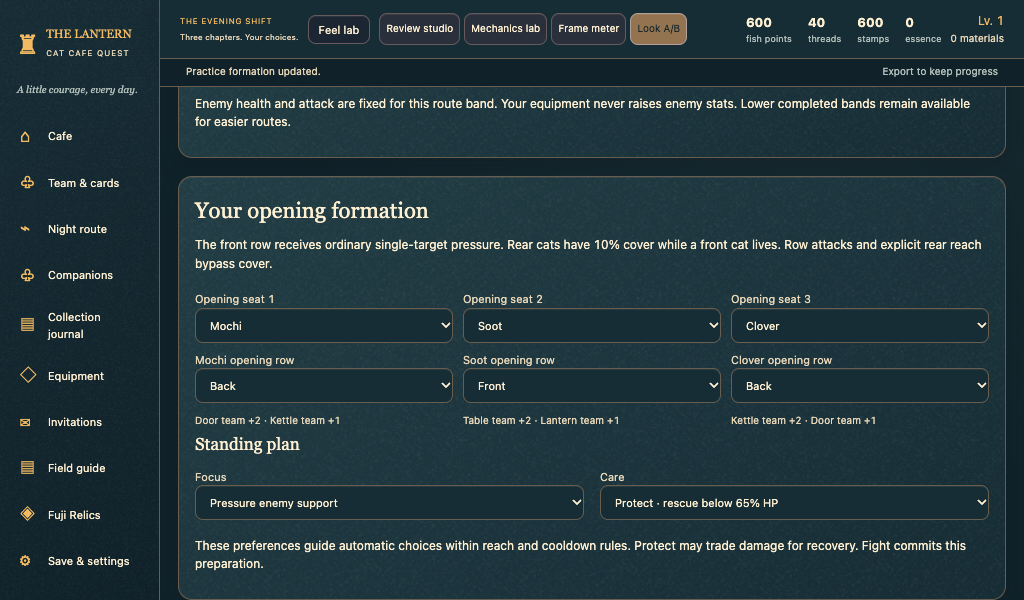 THE LANTERN
CAT CAFE QUEST
A little courage, every day.
Cafe
Team & cards
Night route
Companions
Collection
journal
Equipment
Invitations
Field guide
Fuji Relics
Save & settings
THE EVENING SHIFT
Three chapters. Your choices.
Feel lab
Review studio
Mechanics lab
Frame meter
Look A/B
600 fish points
40 threads
600 stamps
0 essence
Lv. 1
0 materials
Practice formation updated.
Export to keep progress
Enemy health and attack are fixed for this route band. Your equipment never raises enemy stats. Lower completed bands remain available
for easier routes.
Your opening formation
The front row receives ordinary single-target pressure. Rear cats have 10% cover while a front cat lives. Row attacks and explicit rear reach
bypass cover.
Opening seat 1
Opening seat 2
Opening seat 3
Mochi
Soot
Clover
Mochi opening row
Soot opening row
Clover opening row
Back
Front
Back
Door team +2 · Kettle team +1
Table team +2 · Lantern team +1
Kettle team +2 · Door team +1
Standing plan
Focus
Care
Pressure enemy support
Protect · rescue below 65% HP
These preferences guide automatic choices within reach and cooldown rules. Protect may trade damage for recovery. Fight commits this
preparation.